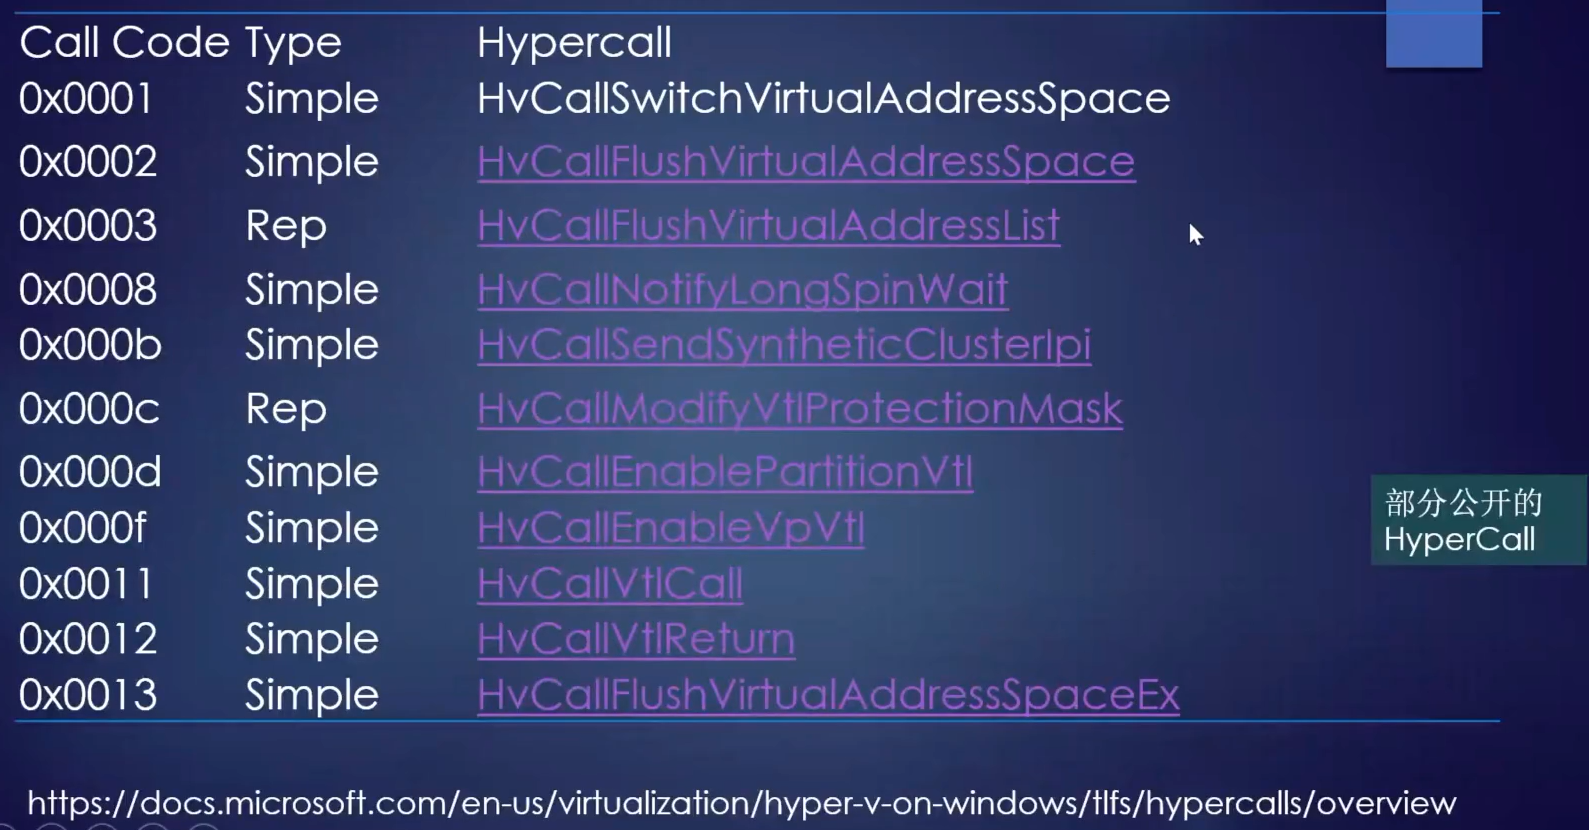 Call Code Type Hypercall
0x0001 Simple HvCallSwitchVirtualAddressSpace
0x0002 Simple HvCallFlushVirtualAddressSpace
0x0003 Rep HvCallFlushVirtualAddressList
0x0008 Simple HvCallNotifyLongSpinWait
0x000b Simple HvCallSendSyntheticClusterIpi
0x000c Rep HvCallModifyVtlProtectionMask
0x000d Simple HvCallEnablePartitionVtl
0x000f Simple HvCallEnableVpVtl
0x0011 Simple HvCallVtlCall
0x0012 Simple HvCallVtlReturn
0x0013 Simple HvCallFlushVirtualAddressSpaceEx
部分公开的
HyperCall
https://docs.microsoft.com/en-us/virtualization/hyper-v-on-windows/tlfs/hypercalls/overview